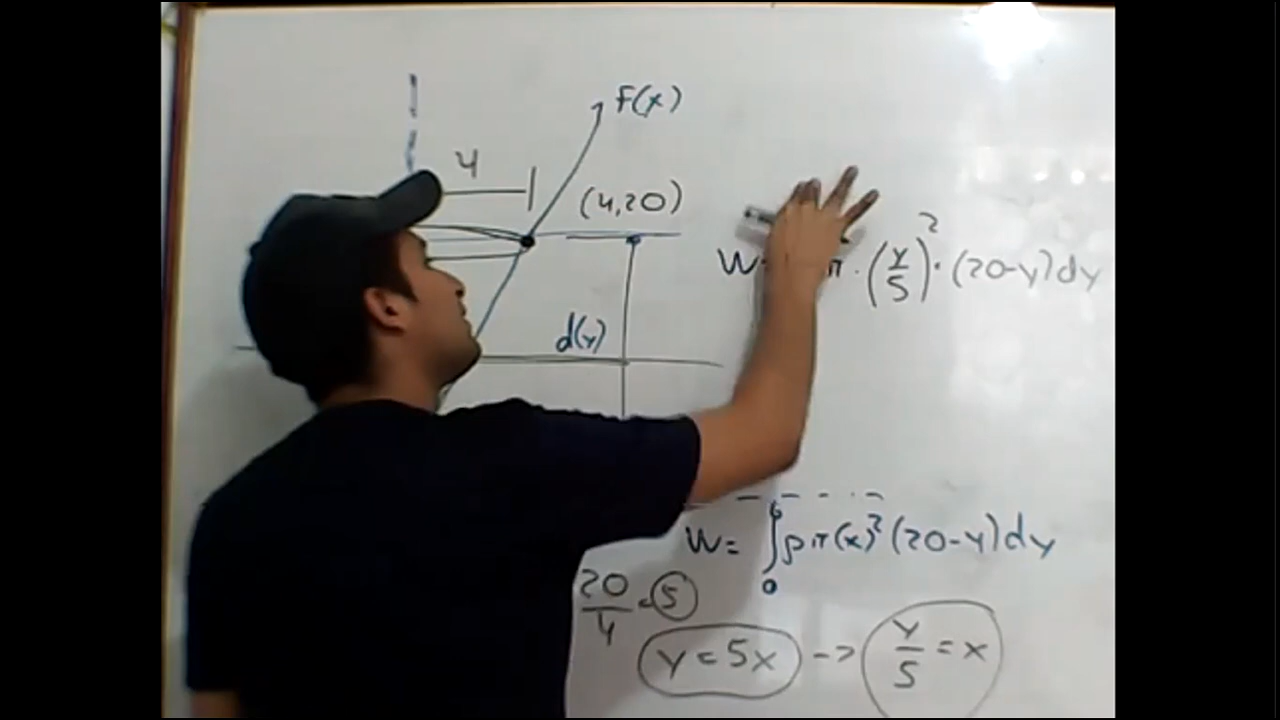 F(x)
4
(4,20)
W π · (y/5)² · (20-y)dy
d(y)
W = ∫₀ ρπ(x)²(20-y)dy
20/4 = 5
y = 5x -> y/5 = x